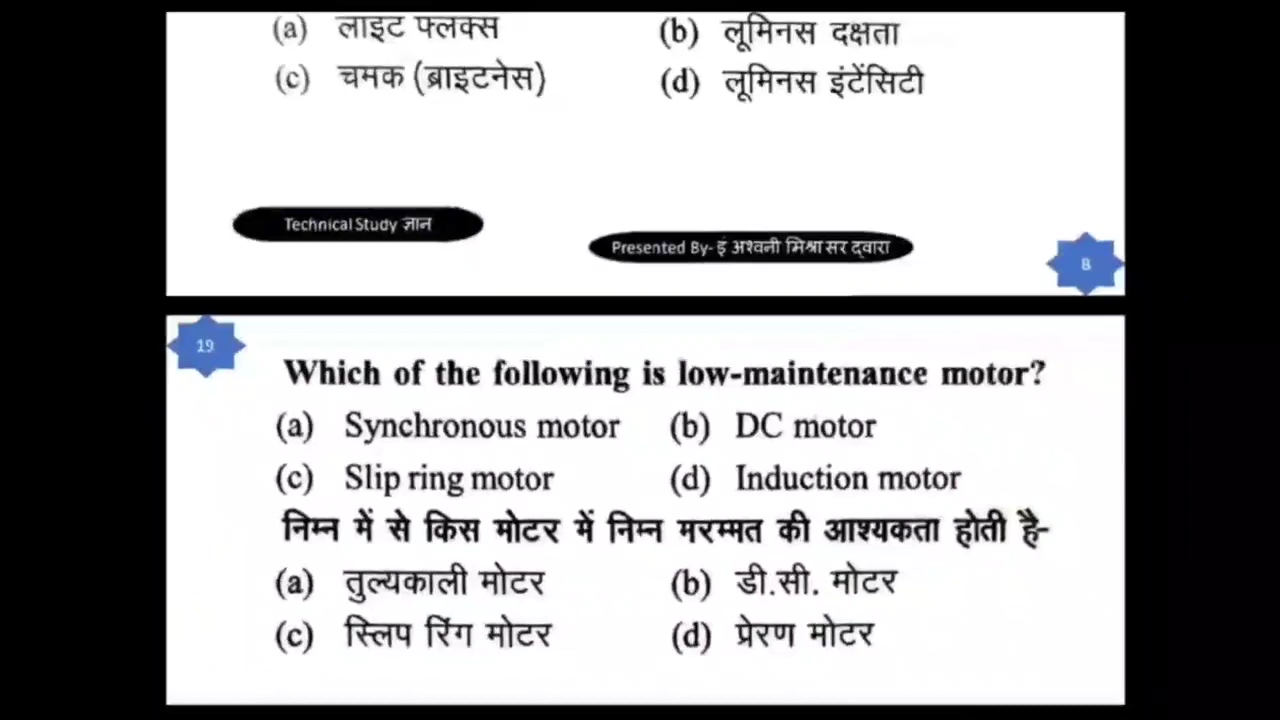 (a) लाइट फ्लक्स (b) लूमिनस दक्षता
(c) चमक (ब्राइटनेस) (d) लूमिनस इंटेंसिटी
Technical Study ज्ञान
Presented By- इं अश्वनी मिश्रा सर द्वारा
8
19
Which of the following is low-maintenance motor?
(a) Synchronous motor (b) DC motor
(c) Slip ring motor (d) Induction motor
निम्न में से किस मोटर में निम्न मरम्मत की आश्यकता होती है-
(a) तुल्यकाली मोटर (b) डी.सी. मोटर
(c) स्लिप रिंग मोटर (d) प्रेरण मोटर